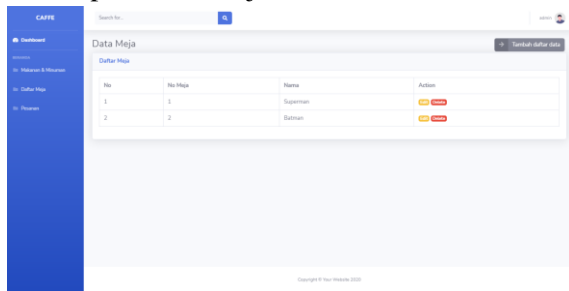 CAFFE
Search for...
admin
Dashboard
Data Meja
Tambah daftar data
Makanan & Minuman
Daftar Meja
Pesanan
Daftar Meja
No No Meja Nama Action
1 1 Superman Edit Delete
2 2 Batman Edit Delete
Copyright © Your Website 2020